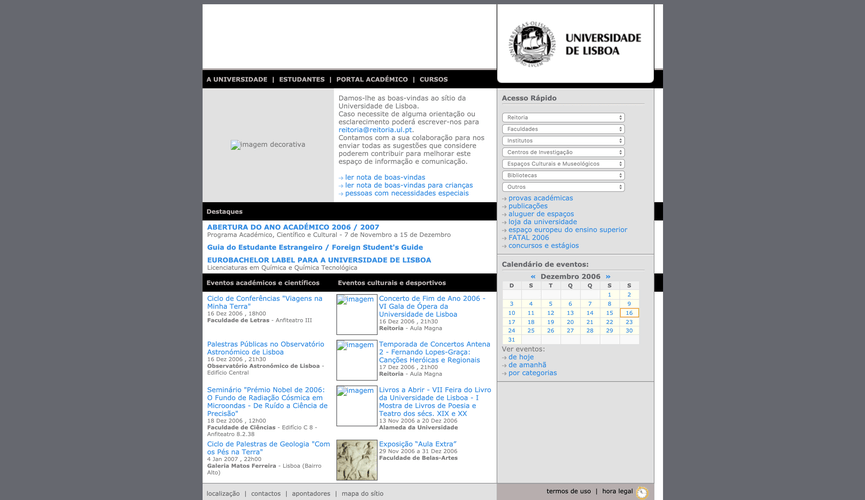 UNIVERSIDADE
DE LISBOA
A UNIVERSIDADE | ESTUDANTES | PORTAL ACADÉMICO | CURSOS
imagem decorativa
Damos-lhe as boas-vindas ao sítio da
Universidade de Lisboa.
Caso necessite de alguma orientação ou
esclarecimento poderá escrever-nos para
reitoria@reitoria.ul.pt.
Contamos com a sua colaboração para nos
enviar todas as sugestões que considere
poderem contribuir para melhorar este
espaço de informação e comunicação.
ler nota de boas-vindas
ler nota de boas-vindas para crianças
pessoas com necessidades especiais
Destaques
ABERTURA DO ANO ACADÉMICO 2006 / 2007
Programa Académico, Científico e Cultural - 7 de Novembro a 15 de Dezembro
Guia do Estudante Estrangeiro / Foreign Student's Guide
EUROBACHELOR LABEL PARA A UNIVERSIDADE DE LISBOA
Licenciaturas em Química e Química Tecnológica
Eventos académicos e científicos
Ciclo de Conferências "Viagens na
Minha Terra"
16 Dez 2006 , 18h00
Faculdade de Letras - Anfiteatro III
Palestras Públicas no Observatório
Astronómico de Lisboa
16 Dez 2006 , 21h30
Observatório Astronómico de Lisboa -
Edifício Central
Seminário "Prémio Nobel de 2006:
O Fundo de Radiação Cósmica em
Microondas - De Ruído a Ciência de
Precisão"
18 Dez 2006 , 12h00
Faculdade de Ciências - Edifício C 8 -
Anfiteatro 8.2.38
Ciclo de Palestras de Geologia "Com
os Pés na Terra"
4 Jan 2007 , 22h00
Galeria Matos Ferreira - Lisboa (Bairro
Alto)
Eventos culturais e desportivos
imagem
Concerto de Fim de Ano 2006 -
VI Gala de Ópera da
Universidade de Lisboa
16 Dez 2006 , 21h30
Reitoria - Aula Magna
imagem
Temporada de Concertos Antena
2 - Fernando Lopes-Graça:
Canções Heróicas e Regionais
17 Dez 2006 , 21h00
Reitoria - Aula Magna
imagem
Livros a Abrir - VII Feira do Livro
da Universidade de Lisboa - I
Mostra de Livros de Poesia e
Teatro dos sécs. XIX e XX
13 Nov 2006 a 20 Dez 2006
Alameda da Universidade
Exposição “Aula Extra”
29 Nov 2006 a 31 Dez 2006
Faculdade de Belas-Artes
Acesso Rápido
Reitoria
Faculdades
Institutos
Centros de Investigação
Espaços Culturais e Museológicos
Bibliotecas
Outros
provas académicas
publicações
aluguer de espaços
loja da universidade
espaço europeu do ensino superior
FATAL 2006
concursos e estágios
Calendário de eventos:
« Dezembro 2006 »
D S T Q Q S S
1 2
3 4 5 6 7 8 9
10 11 12 13 14 15 16
17 18 19 20 21 22 23
24 25 26 27 28 29 30
31
Ver eventos:
de hoje
de amanhã
por categorias
localização | contactos | apontadores | mapa do sítio
termos de uso | hora legal